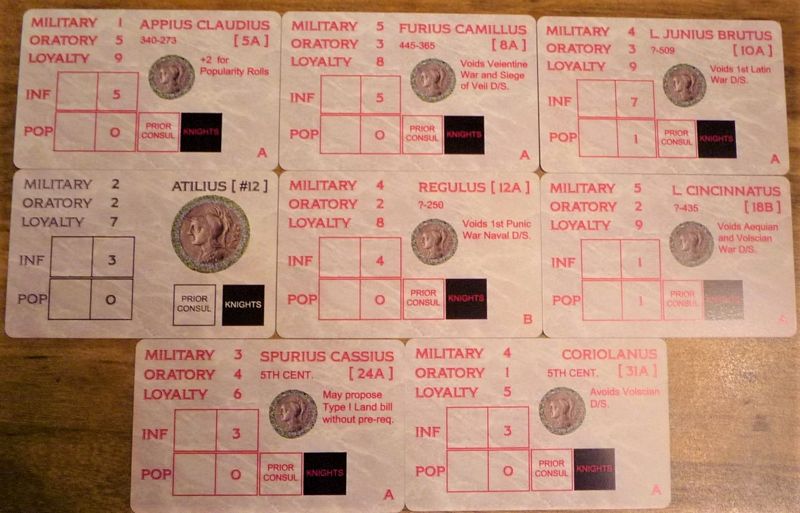 MILITARY 1 APPIUS CLAUDIUS
ORATORY 5 340-273 [5A]
LOYALTY 9
+2 for
Popularity Rolls
INF 5
POP 0
PRIOR
CONSUL
KNIGHTS
A
MILITARY 5 FURIUS CAMILLUS
ORATORY 3 445-365 [8A]
LOYALTY 8
Voids Veientine
War and Siege
of Veii D/S.
INF 5
POP 0
PRIOR
CONSUL
KNIGHTS
A
MILITARY 4 L. JUNIUS BRUTUS
ORATORY 3 ?-509 [10A]
LOYALTY 9
Voids 1st Latin
War D/S.
INF 7
POP 1
PRIOR
CONSUL
KNIGHTS
A
MILITARY 2 ATILIUS [#12]
ORATORY 2
LOYALTY 7
INF 3
POP 0
PRIOR
CONSUL
KNIGHTS
MILITARY 4 REGULUS [12A]
ORATORY 2 ?-250
LOYALTY 8
Voids 1st Punic
War Naval D/S.
INF 4
POP 0
PRIOR
CONSUL
KNIGHTS
B
MILITARY 5 L CINCINNATUS
ORATORY 2 ?-435 [18B]
LOYALTY 9
Voids Aequian
and Volscian
War D/S.
INF 1
POP 1
PRIOR
CONSUL
KNIGHTS
MILITARY 3 SPURIUS CASSIUS
ORATORY 4 5TH CENT. [24A]
LOYALTY 6
May propose
Type I Land bill
without pre-req.
INF 3
POP 0
PRIOR
CONSUL
KNIGHTS
A
MILITARY 4 CORIOLANUS
ORATORY 1 5TH CENT. [31A]
LOYALTY 5
Avoids Volscian
D/S.
INF 3
POP 0
PRIOR
CONSUL
KNIGHTS
A